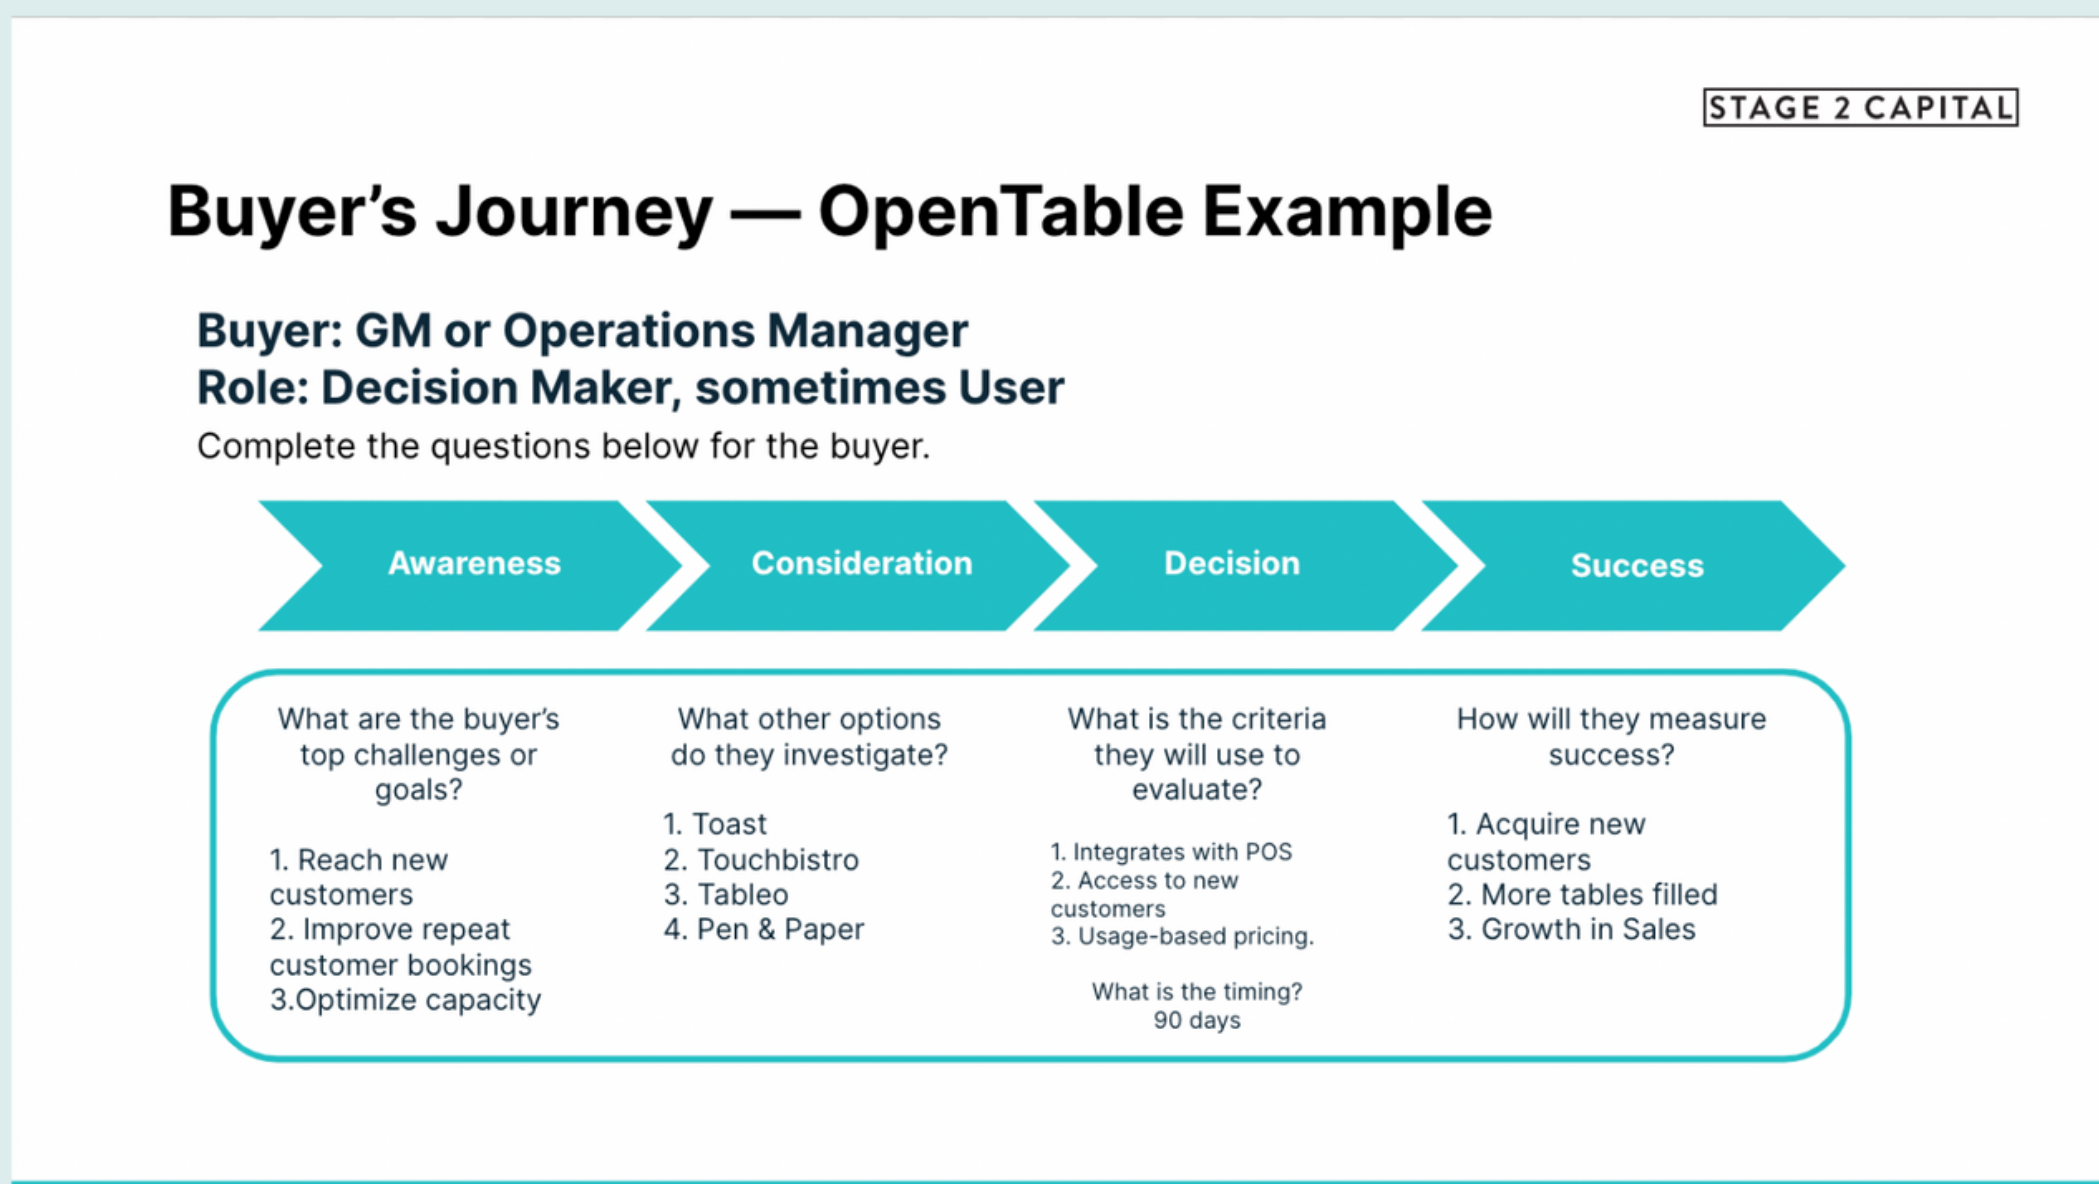 STAGE 2 CAPITAL
Buyer’s Journey — OpenTable Example
Buyer: GM or Operations Manager
Role: Decision Maker, sometimes User
Complete the questions below for the buyer.
Awareness
Consideration
Decision
Success
What are the buyer’s
top challenges or
goals?
1. Reach new
customers
2. Improve repeat
customer bookings
3.Optimize capacity
What other options
do they investigate?
1. Toast
2. Touchbistro
3. Tableo
4. Pen & Paper
What is the criteria
they will use to
evaluate?
1. Integrates with POS
2. Access to new
customers
3. Usage-based pricing.
What is the timing?
90 days
How will they measure
success?
1. Acquire new
customers
2. More tables filled
3. Growth in Sales